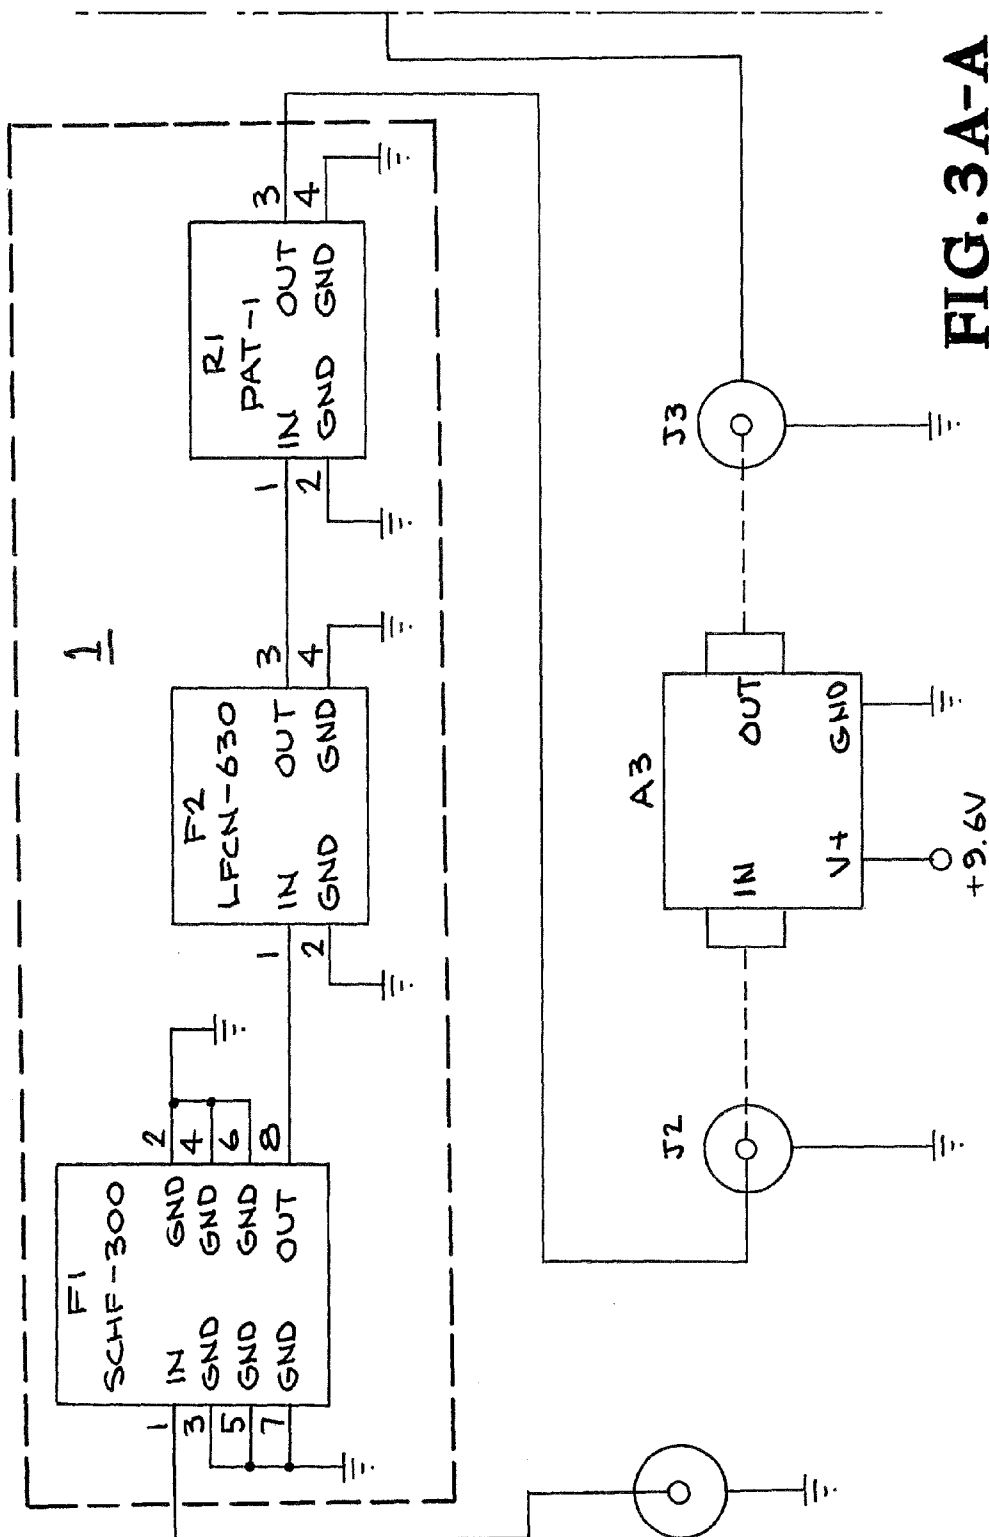 1
F1
SCHF-300
1 IN GND 2
3 GND GND 4
5 GND GND 6
7 GND OUT 8
F2
LFCN-630
1 IN OUT 3
2 GND GND 4
R1
PAT-1
1 IN OUT 3
2 GND GND 4
J2
A3
IN OUT
V+ GND
+9.6V
J3
FIG. 3A-A